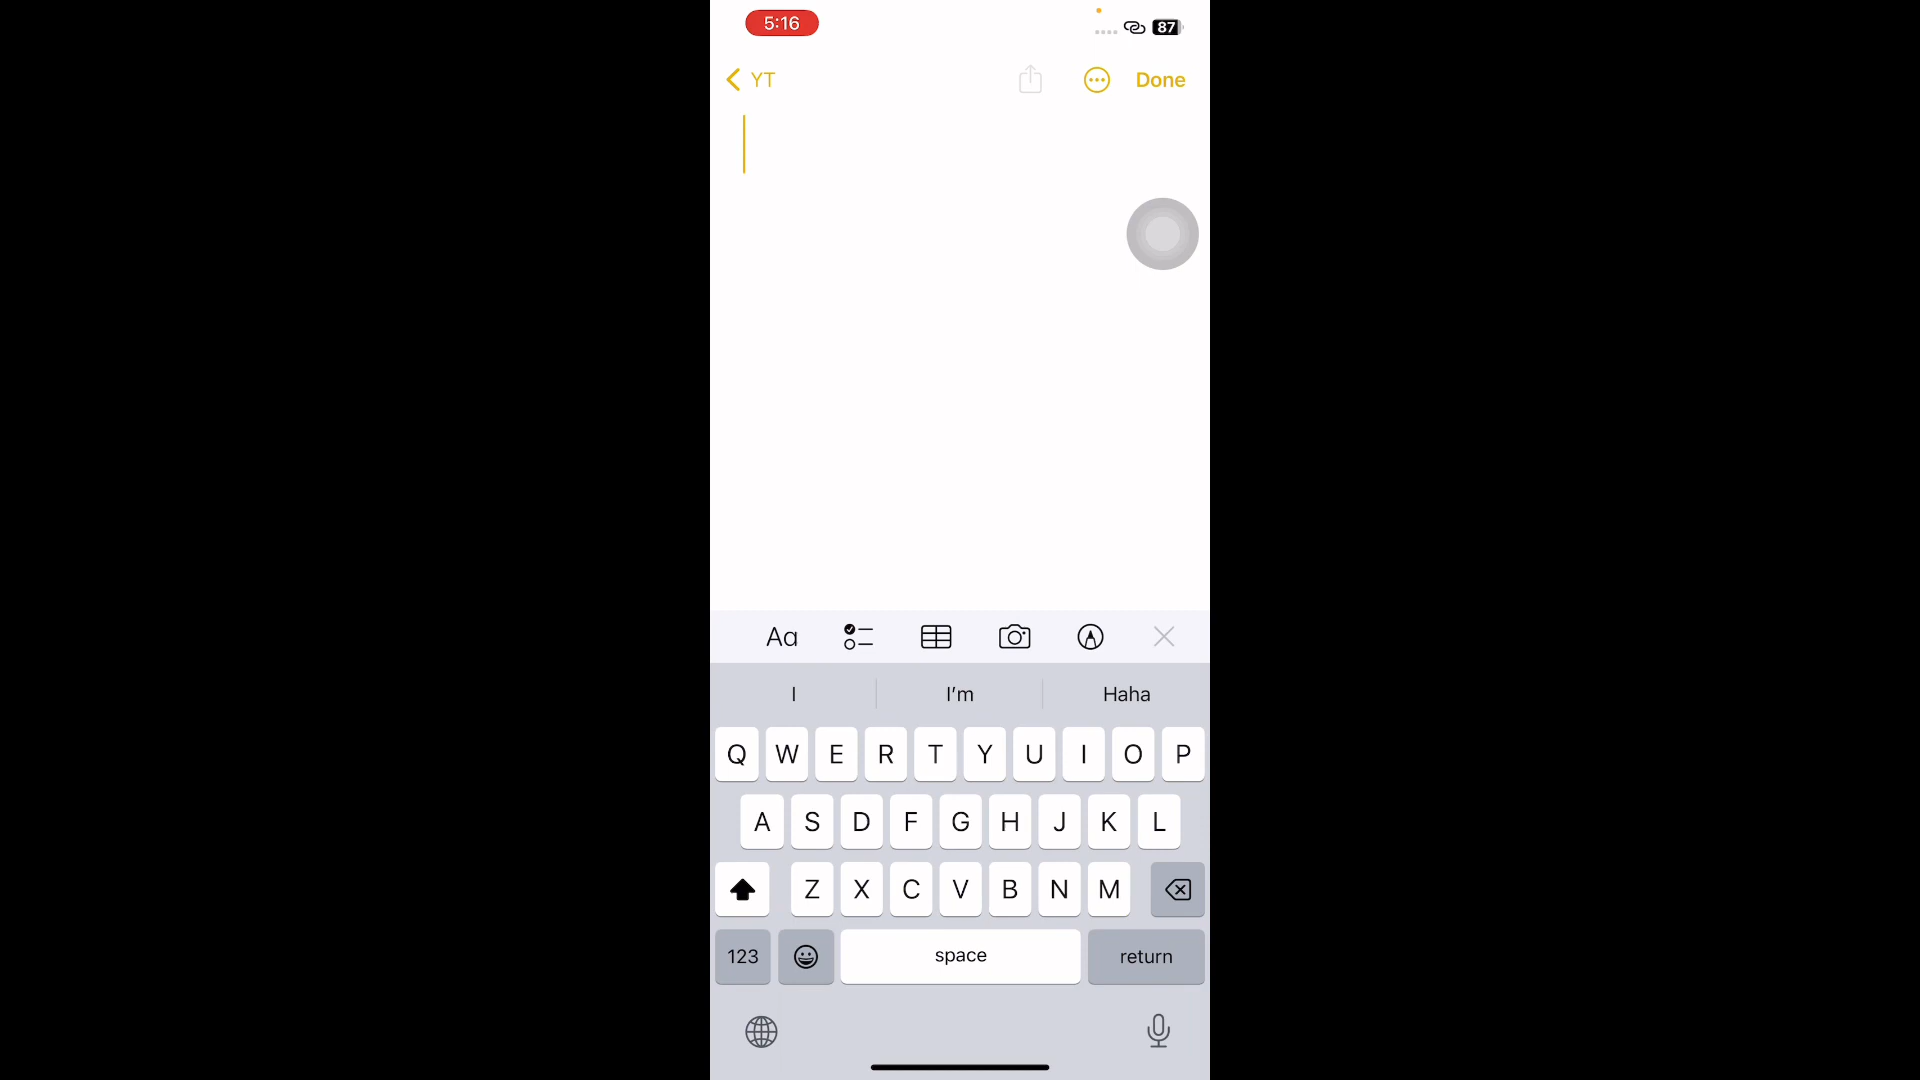 5:16
87
YT
Done
Aa
I
I'm
Haha
Q W E R T Y U I O P
A S D F G H J K L
Z X C V B N M
123
space
return